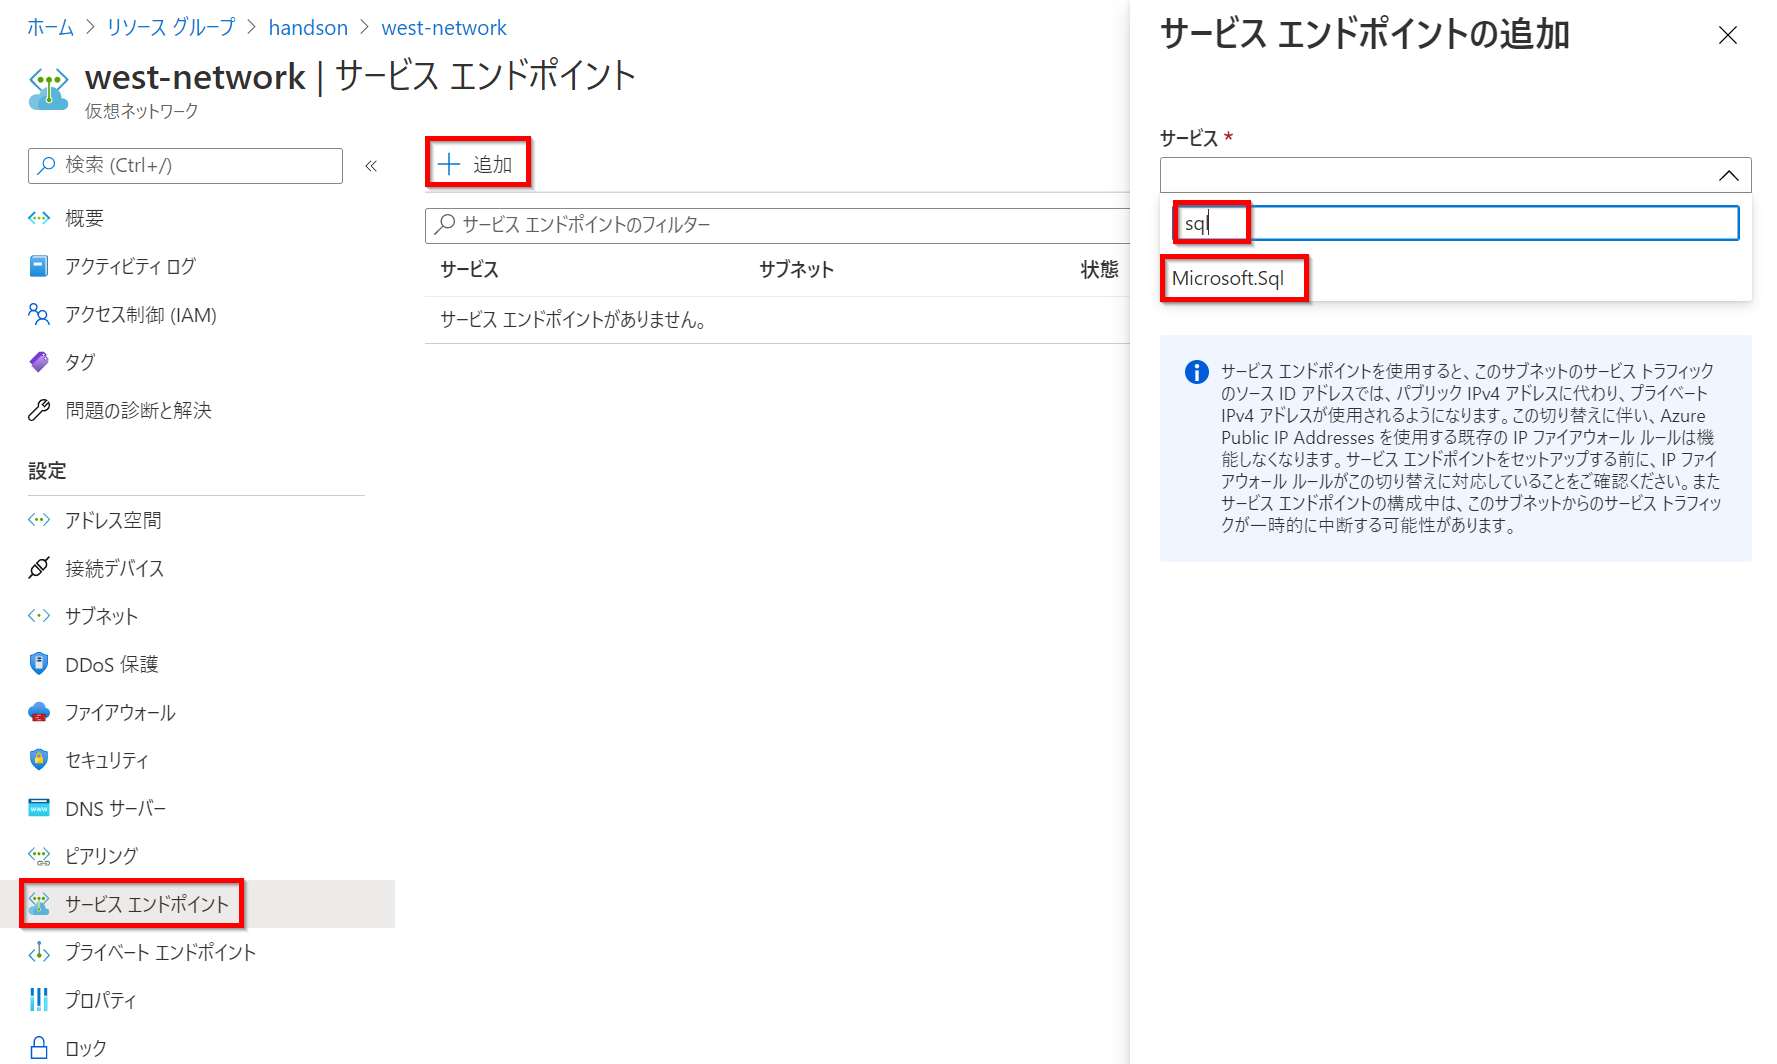 ホーム > リソース グループ > handson > west-network
west-network | サービス エンドポイント
仮想ネットワーク
検索 (Ctrl+/)
«
概要
アクティビティ ログ
アクセス制御 (IAM)
タグ
問題の診断と解決
設定
アドレス空間
接続デバイス
サブネット
DDoS 保護
ファイアウォール
セキュリティ
DNS サーバー
ピアリング
サービス エンドポイント
プライベート エンドポイント
プロパティ
ロック
追加
サービス エンドポイントのフィルター
サービス サブネット 状態
サービス エンドポイントがありません。
サービス エンドポイントの追加
サービス *
sql
Microsoft.Sql
サービス エンドポイントを使用すると、このサブネットのサービス トラフィック
のソース ID アドレスでは、パブリック IPv4 アドレスに代わり、プライベート
IPv4 アドレスが使用されるようになります。この切り替えに伴い、Azure
Public IP Addresses を使用する既存の IP ファイアウォール ルールは機
能しなくなります。サービス エンドポイントをセットアップする前に、IP ファイ
アウォール ルールがこの切り替えに対応していることをご確認ください。また
サービス エンドポイントの構成中は、このサブネットからのサービス トラフィッ
クが一時的に中断する可能性があります。